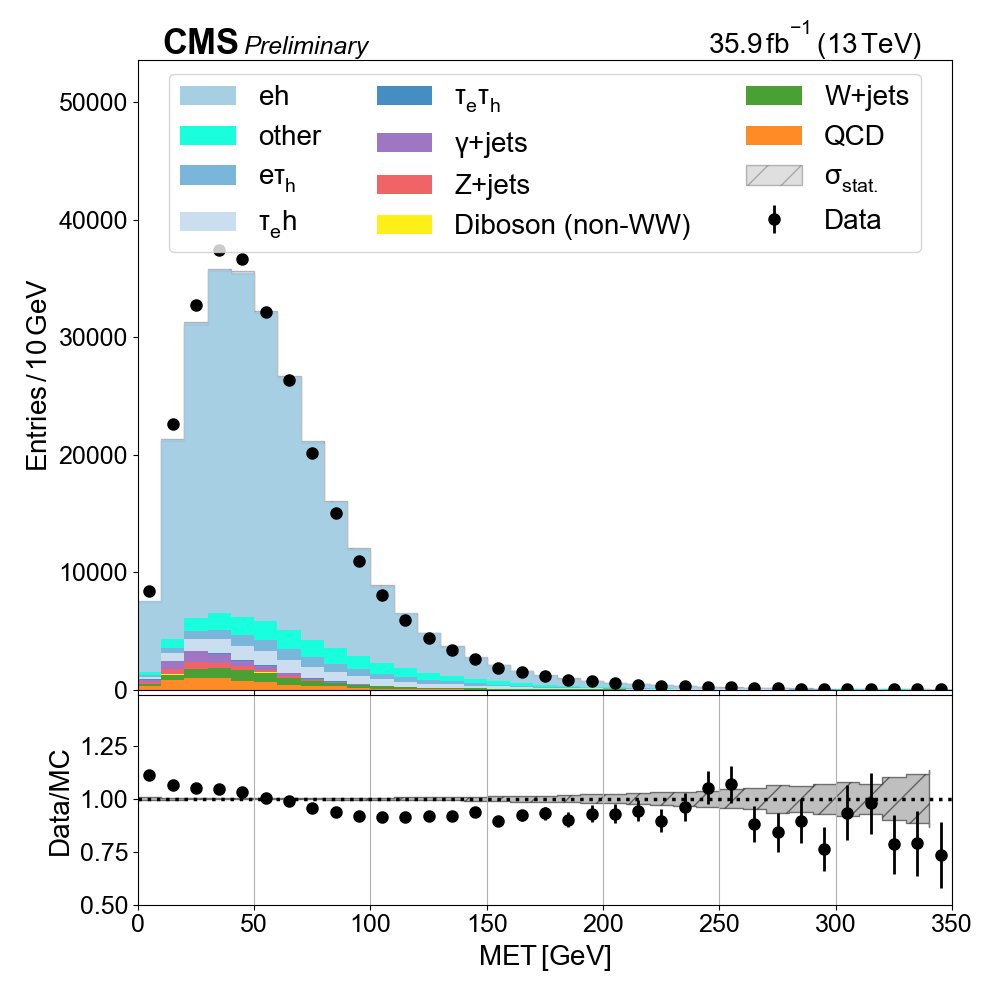 CMS Preliminary 35.9 fb⁻¹ (13 TeV)
eh τₑτₕ W+jets
other γ+jets QCD
eτₕ Z+jets σstat.
τₑh Diboson (non-WW) Data
Entries / 10 GeV
50000
40000
30000
20000
10000
0
Data/MC
1.25
1.00
0.75
0.50
0 50 100 150 200 250 300 350
MET [GeV]